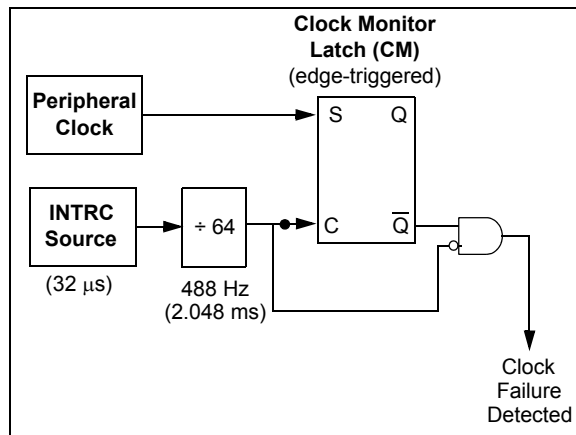 Clock Monitor
Latch (CM)
(edge-triggered)
Peripheral
Clock
S
Q
INTRC
Source
÷ 64
C
Q̅
(32 μs)
488 Hz
(2.048 ms)
Clock
Failure
Detected